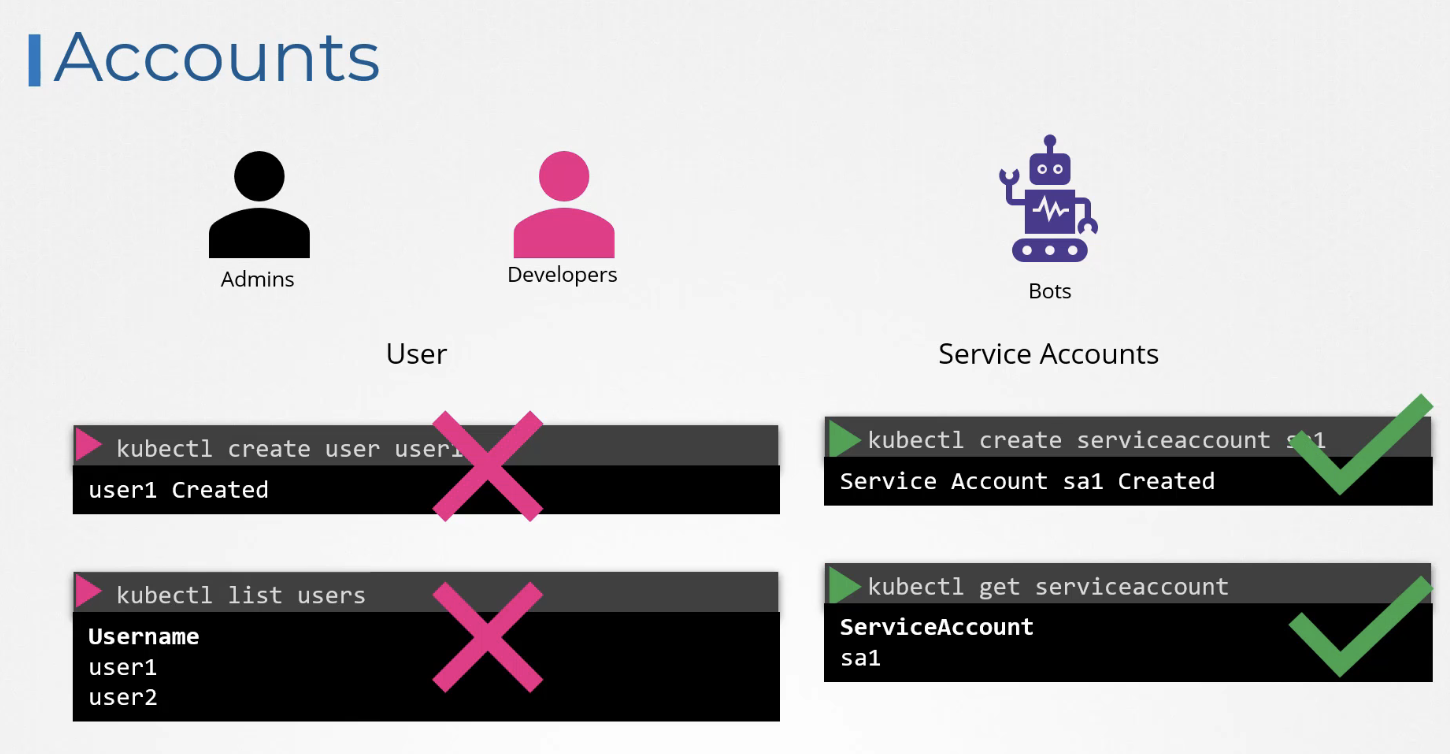 Accounts
Admins
Developers
Bots
User
Service Accounts
kubectl create user user1
user1 Created
kubectl list users
Username
user1
user2
kubectl create serviceaccount sa1
Service Account sa1 Created
kubectl get serviceaccount
ServiceAccount
sa1